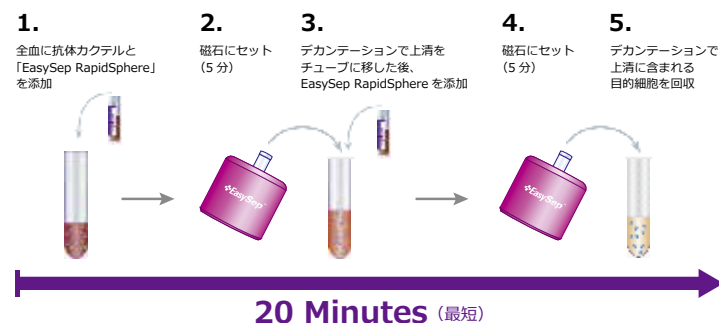 1.
全血に抗体カクテルと
「EasySep RapidSphere」
を添加
2.
磁石にセット
（5 分）
3.
デカンテーションで上清を
チューブに移した後、
EasySep RapidSphere を添加
4.
磁石にセット
（5 分）
5.
デカンテーションで
上清に含まれる
目的細胞を回収
EasySep™
EasySep™
20 Minutes（最短）